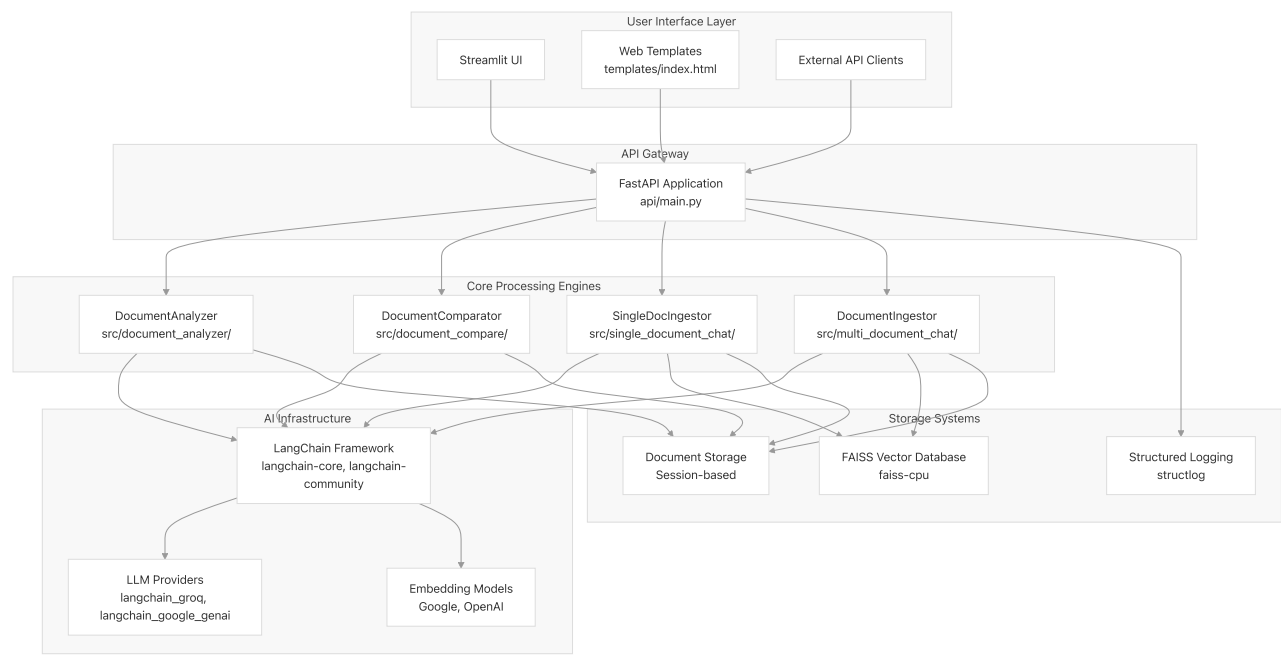 User Interface Layer
Streamlit UI
Web Templates
templates/index.html
External API Clients
API Gateway
FastAPI Application
api/main.py
Core Processing Engines
DocumentAnalyzer
src/document_analyzer/
DocumentComparator
src/document_compare/
SingleDocIngestor
src/single_document_chat/
DocumentIngestor
src/multi_document_chat/
AI Infrastructure
LangChain Framework
langchain-core, langchain-
community
LLM Providers
langchain_groq,
langchain_google_genai
Embedding Models
Google, OpenAI
Storage Systems
Document Storage
Session-based
FAISS Vector Database
faiss-cpu
Structured Logging
structlog